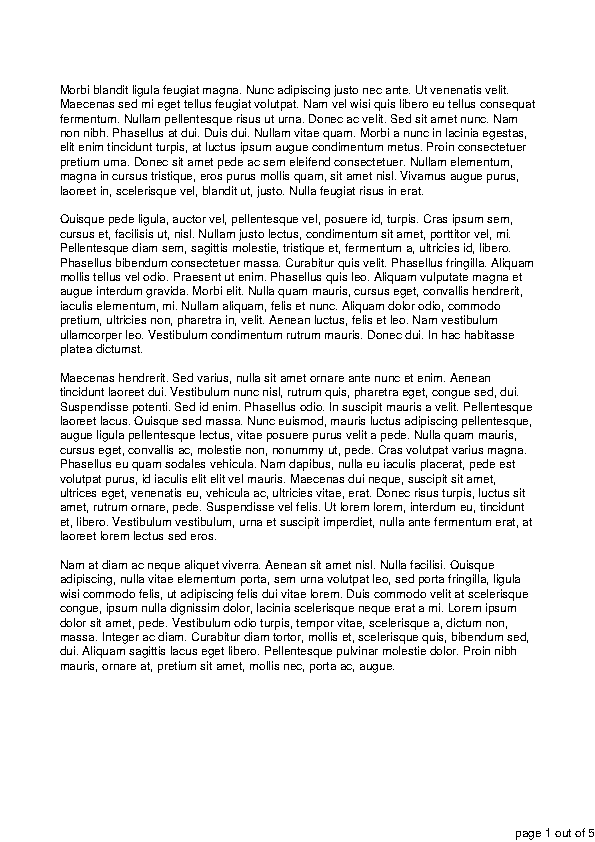 Morbi blandit ligula feugiat magna. Nunc adipiscing justo nec ante. Ut venenatis velit.
Maecenas sed mi eget tellus feugiat volutpat. Nam vel wisi quis libero eu tellus consequat
fermentum. Nullam pellentesque risus ut urna. Donec ac velit. Sed sit amet nunc. Nam
non nibh. Phasellus at dui. Duis dui. Nullam vitae quam. Morbi a nunc in lacinia egestas,
elit enim tincidunt turpis, at luctus ipsum augue condimentum metus. Proin consectetuer
pretium urna. Donec sit amet pede ac sem eleifend consectetuer. Nullam elementum,
magna in cursus tristique, eros purus mollis quam, sit amet nisl. Vivamus augue purus,
laoreet in, scelerisque vel, blandit ut, justo. Nulla feugiat risus in erat.
Quisque pede ligula, auctor vel, pellentesque vel, posuere id, turpis. Cras ipsum sem,
cursus et, facilisis ut, nisl. Nullam justo lectus, condimentum sit amet, porttitor vel, mi.
Pellentesque diam sem, sagittis molestie, tristique et, fermentum a, ultricies id, libero.
Phasellus bibendum consectetuer massa. Curabitur quis velit. Phasellus fringilla. Aliquam
mollis tellus vel odio. Praesent ut enim. Phasellus quis leo. Aliquam vulputate magna et
augue interdum gravida. Morbi elit. Nulla quam mauris, cursus eget, convallis hendrerit,
iaculis elementum, mi. Nullam aliquam, felis et nunc. Aliquam dolor odio, commodo
pretium, ultricies non, pharetra in, velit. Aenean luctus, felis et leo. Nam vestibulum
ullamcorper leo. Vestibulum condimentum rutrum mauris. Donec dui. In hac habitasse
platea dictumst.
Maecenas hendrerit. Sed varius, nulla sit amet ornare ante nunc et enim. Aenean
tincidunt laoreet dui. Vestibulum nunc nisl, rutrum quis, pharetra eget, congue sed, dui.
Suspendisse potenti. Sed id enim. Phasellus odio. In suscipit mauris a velit. Pellentesque
laoreet lacus. Quisque sed massa. Nunc euismod, mauris luctus adipiscing pellentesque,
augue ligula pellentesque lectus, vitae posuere purus velit a pede. Nulla quam mauris,
cursus eget, convallis ac, molestie non, nonummy ut, pede. Cras volutpat varius magna.
Phasellus eu quam sodales vehicula. Nam dapibus, nulla eu iaculis placerat, pede est
volutpat purus, id iaculis elit elit vel mauris. Maecenas dui neque, suscipit sit amet,
ultrices eget, venenatis eu, vehicula ac, ultricies vitae, erat. Donec risus turpis, luctus sit
amet, rutrum ornare, pede. Suspendisse vel felis. Ut lorem lorem, interdum eu, tincidunt
et, libero. Vestibulum vestibulum, urna et suscipit imperdiet, nulla ante fermentum erat, at
laoreet lorem lectus sed eros.
Nam at diam ac neque aliquet viverra. Aenean sit amet nisl. Nulla facilisi. Quisque
adipiscing, nulla vitae elementum porta, sem urna volutpat leo, sed porta fringilla, ligula
wisi commodo felis, ut adipiscing felis dui vitae lorem. Duis commodo velit at scelerisque
congue, ipsum nulla dignissim dolor, lacinia scelerisque neque erat a mi. Lorem ipsum
dolor sit amet, pede. Vestibulum odio turpis, tempor vitae, scelerisque a, dictum non,
massa. Integer ac diam. Curabitur diam tortor, mollis et, scelerisque quis, bibendum sed,
dui. Aliquam sagittis lacus eget libero. Pellentesque pulvinar molestie dolor. Proin nibh
mauris, ornare at, pretium sit amet, mollis nec, porta ac, augue.
page 1 out of 5